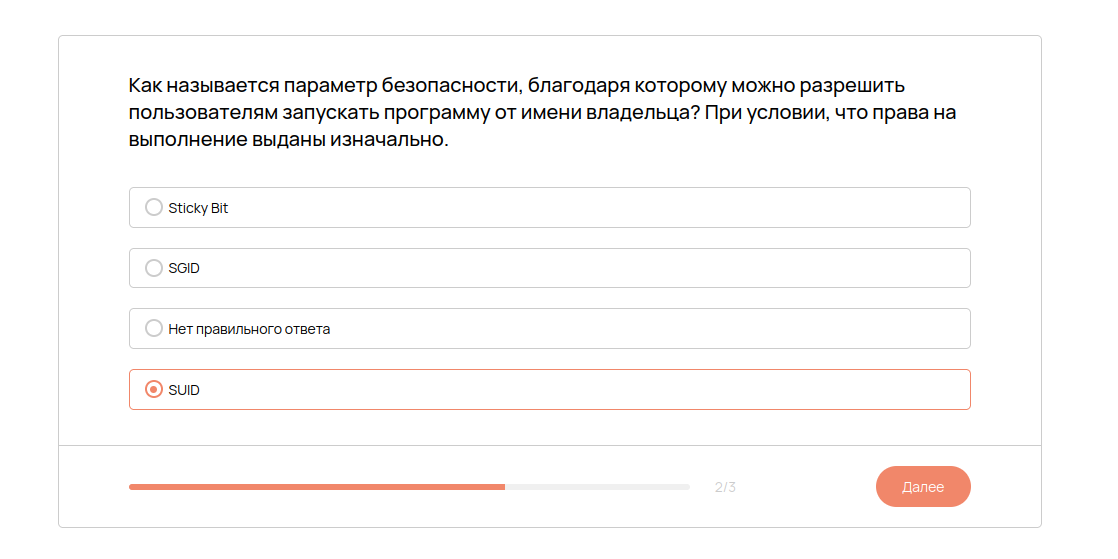 Как называется параметр безопасности, благодаря которому можно разрешить
пользователям запускать программу от имени владельца? При условии, что права на
выполнение выданы изначально.
Sticky Bit
SGID
Нет правильного ответа
SUID
2/3
Далее